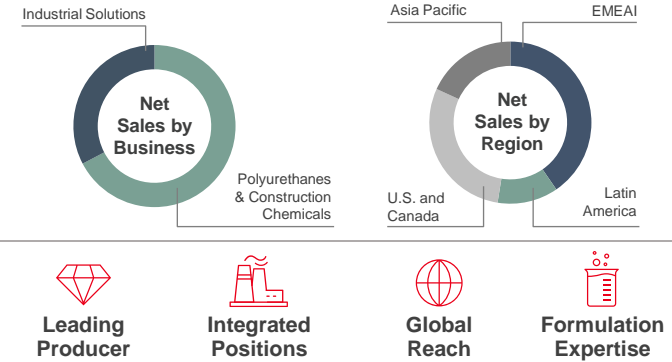 Industrial Solutions
Net
Sales by
Business
Polyurethanes
& Construction
Chemicals
Asia Pacific
EMEAI
Net
Sales by
Region
U.S. and
Canada
Latin
America
Leading
Producer
Integrated
Positions
Global
Reach
Formulation
Expertise